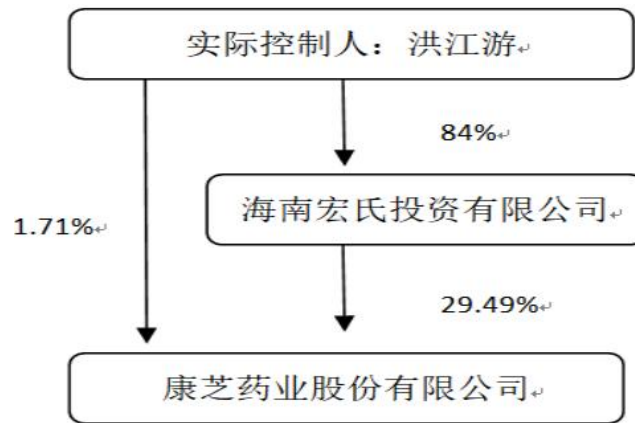 实际控制人：洪江游
84%
海南宏氏投资有限公司
1.71%
29.49%
康芝药业股份有限公司